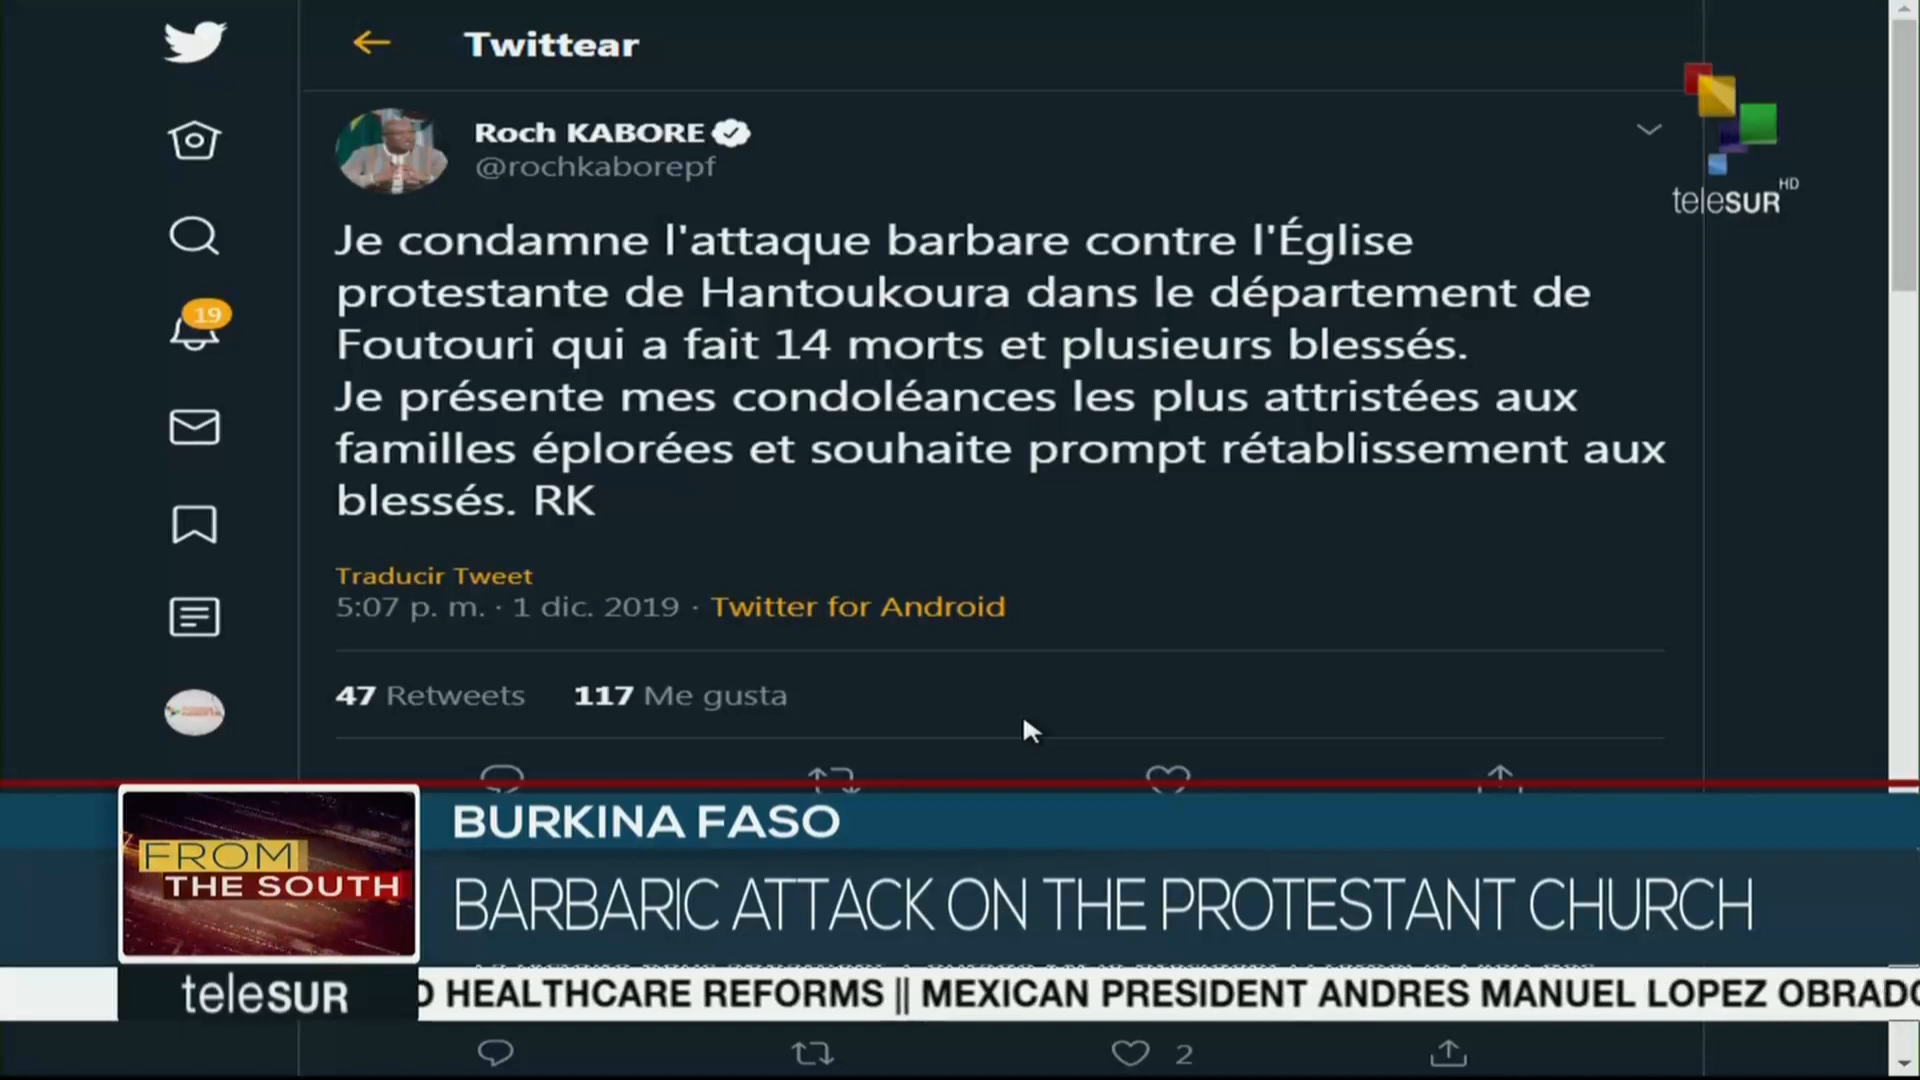 Twittear
Roch KABORE
@rochkaborepf
Je condamne l'attaque barbare contre l'Église
protestante de Hantoukoura dans le département de
Foutouri qui a fait 14 morts et plusieurs blessés.
Je présente mes condoléances les plus attristées aux
familles éplorées et souhaite prompt rétablissement aux
blessés. RK
Traducir Tweet
5:07 p. m. · 1 dic. 2019 · Twitter for Android
47 Retweets 117 Me gusta
19
teleSUR HD
BURKINA FASO
FROM
THE SOUTH
BARBARIC ATTACK ON THE PROTESTANT CHURCH
teleSUR
O HEALTHCARE REFORMS || MEXICAN PRESIDENT ANDRES MANUEL LOPEZ OBRADO
2